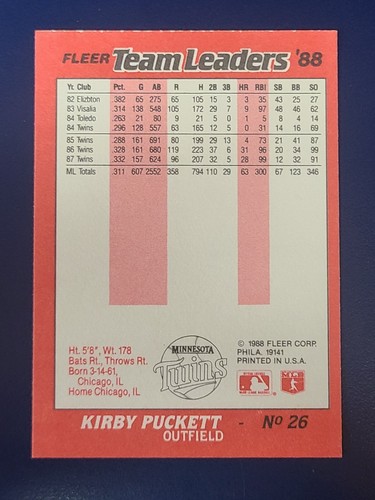 FLEER Team Leaders '88
Yr. Club Pct. G AB R H 2B 3B HR RBI SB BB SO
82 Elizbton .382 65 275 65 105 15 3 3 35 43 25 27
83 Visalia .314 138 548 105 172 29 7 9 97 48 46 62
84 Toledo .263 21 80 9 21 5 0 1 5 8 4 14
84 Twins .296 128 557 63 165 12 5 0 31 14 16 69
85 Twins .288 161 691 80 199 29 13 4 73 21 41 87
86 Twins .328 161 680 119 223 37 6 31 96 20 34 99
87 Twins .332 157 624 96 207 32 5 28 99 12 32 91
ML Totals .311 607 2552 358 794 110 29 63 300 67 123 346
Ht. 5'8", Wt. 178
Bats Rt., Throws Rt.
Born 3-14-61,
Chicago, IL
Home Chicago, IL
MINNESOTA
Twins
© 1988 FLEER CORP.
PHILA. 19141
PRINTED IN U.S.A.
KIRBY PUCKETT - Nº 26
OUTFIELD